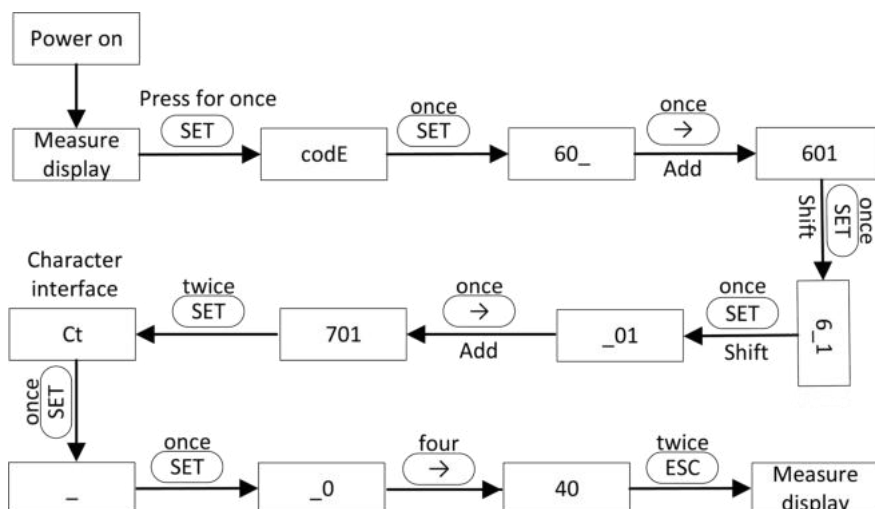 Power on
Press for once
SET
once
SET
once
→
Measure
display
codE
60_
Add
601
once
SET
Shift
Character
interface
twice
SET
once
→
once
SET
Ct
701
Add
_01
Shift
6_1
once
SET
once
SET
four
→
twice
ESC
_
_0
40
Measure
display